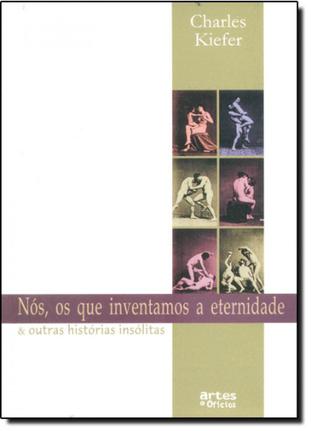 Charles
Kiefer
Nós, os que inventamos a eternidade
& outras histórias insólitas
artes
e Ofícios